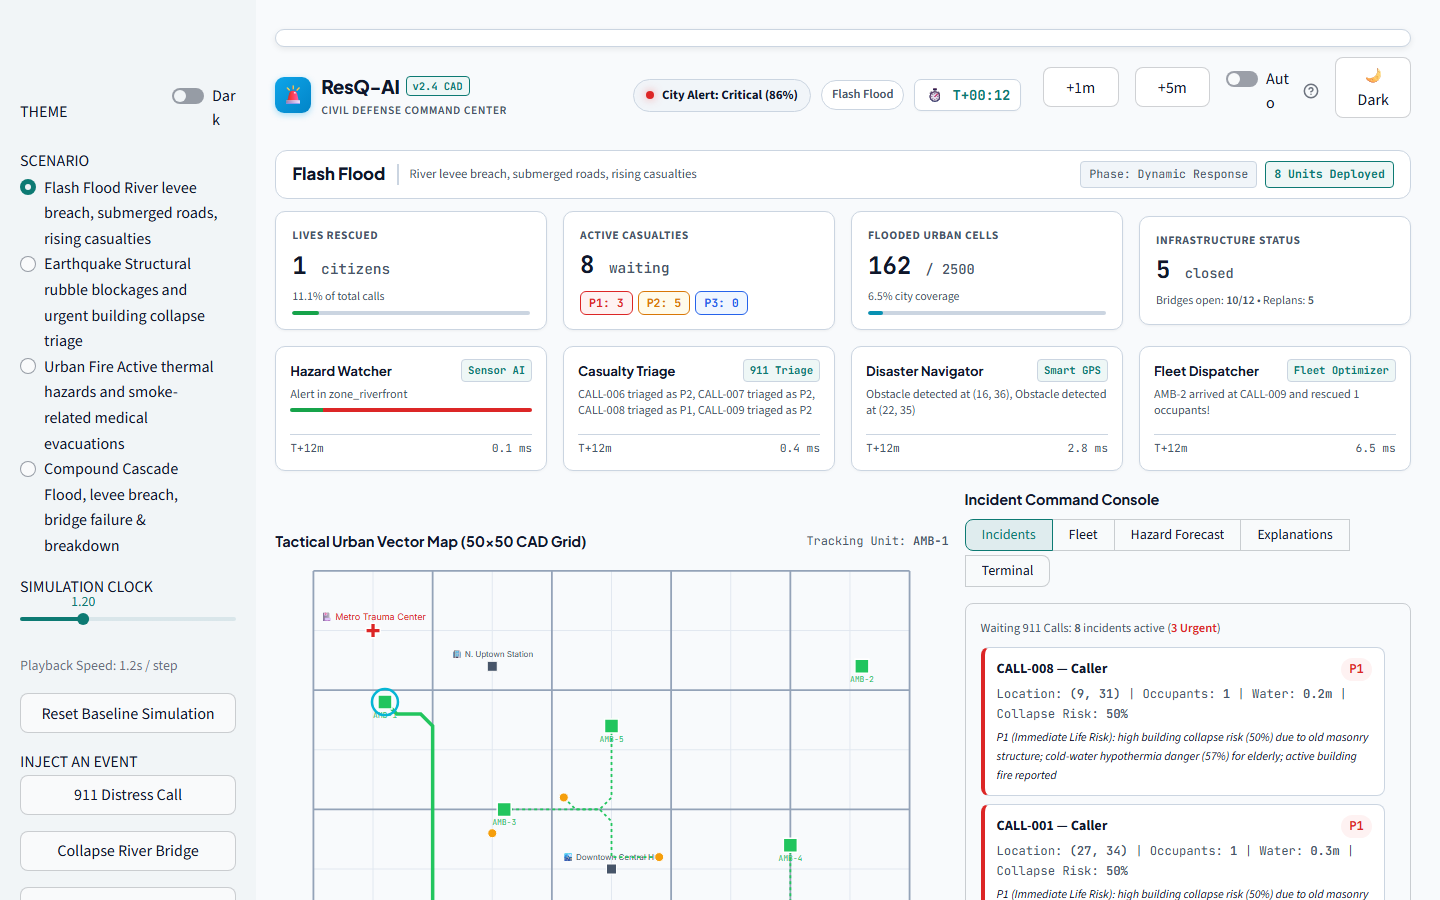 THEME
Dar
k
SCENARIO
Flash Flood River levee
breach, submerged roads,
rising casualties
Earthquake Structural
rubble blockages and
urgent building collapse
triage
Urban Fire Active thermal
hazards and smoke-
related medical
evacuations
Compound Cascade
Flood, levee breach,
bridge failure &
breakdown
SIMULATION CLOCK
1.20
Playback Speed: 1.2s / step
Reset Baseline Simulation
INJECT AN EVENT
911 Distress Call
Collapse River Bridge
ResQ-AI v2.4 CAD
CIVIL DEFENSE COMMAND CENTER
City Alert: Critical (86%)
Flash Flood
T+00:12
+1m
+5m
Aut
o
Dark
Flash Flood
River levee breach, submerged roads, rising casualties
Phase: Dynamic Response
8 Units Deployed
LIVES RESCUED
1 citizens
11.1% of total calls
ACTIVE CASUALTIES
8 waiting
P1: 3 P2: 5 P3: 0
FLOODED URBAN CELLS
162 / 2500
6.5% city coverage
INFRASTRUCTURE STATUS
5 closed
Bridges open: 10/12 • Replans: 5
Hazard Watcher Sensor AI
Alert in zone_riverfront
T+12m 0.1 ms
Casualty Triage 911 Triage
CALL-006 triaged as P2, CALL-007 triaged as P2,
CALL-008 triaged as P1, CALL-009 triaged as P2
T+12m 0.4 ms
Disaster Navigator Smart GPS
Obstacle detected at (16, 36), Obstacle detected
at (22, 35)
T+12m 2.8 ms
Fleet Dispatcher Fleet Optimizer
AMB-2 arrived at CALL-009 and rescued 1
occupants!
T+12m 6.5 ms
Tactical Urban Vector Map (50×50 CAD Grid)
Tracking Unit: AMB-1
Metro Trauma Center
N. Uptown Station
AMB-2
AMB-5
AMB-3
Downtown Central H
AMB-4
Incident Command Console
Incidents Fleet Hazard Forecast Explanations
Terminal
Waiting 911 Calls: 8 incidents active (3 Urgent)
CALL-008 — Caller P1
Location: (9, 31) | Occupants: 1 | Water: 0.2m |
Collapse Risk: 50%
P1 (Immediate Life Risk): high building collapse risk (50%) due to old masonry
structure; cold-water hypothermia danger (57%) for elderly; active building
fire reported
CALL-001 — Caller P1
Location: (27, 34) | Occupants: 1 | Water: 0.3m |
Collapse Risk: 50%
P1 (Immediate Life Risk): high building collapse risk (50%) due to old masonry